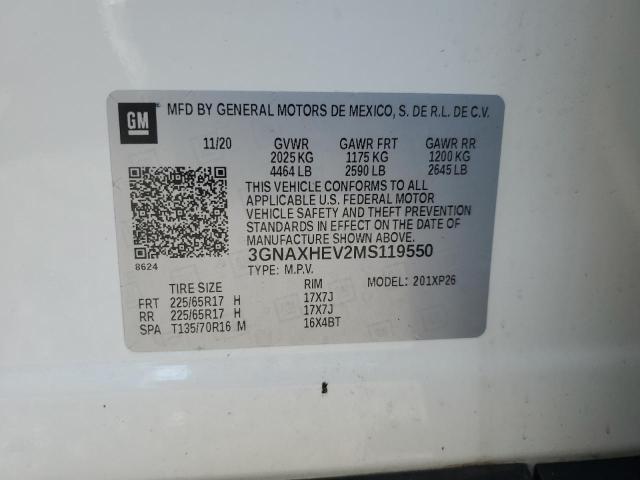 GM
MFD BY GENERAL MOTORS DE MEXICO, S. DE R.L. DE C.V.
11/20 GVWR GAWR FRT GAWR RR
2025 KG 1175 KG 1200 KG
4464 LB 2590 LB 2645 LB
THIS VEHICLE CONFORMS TO ALL
APPLICABLE U.S. FEDERAL MOTOR
VEHICLE SAFETY AND THEFT PREVENTION
STANDARDS IN EFFECT ON THE DATE OF
MANUFACTURE SHOWN ABOVE.
8624 3GNAXHEV2MS119550
TYPE: M.P.V.
TIRE SIZE RIM MODEL: 201XP26
FRT 225/65R17 H 17X7J
RR 225/65R17 H 17X7J
SPA T135/70R16 M 16X4BT